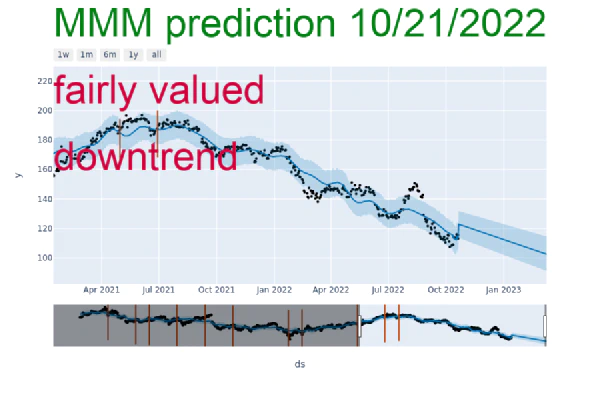 MMM prediction 10/21/2022
1w 1m 6m 1y all
220
fairly valued
200
180
downtrend
160
140
120
100
y
Apr 2021 Jul 2021 Oct 2021 Jan 2022 Apr 2022 Jul 2022 Oct 2022 Jan 2023
ds